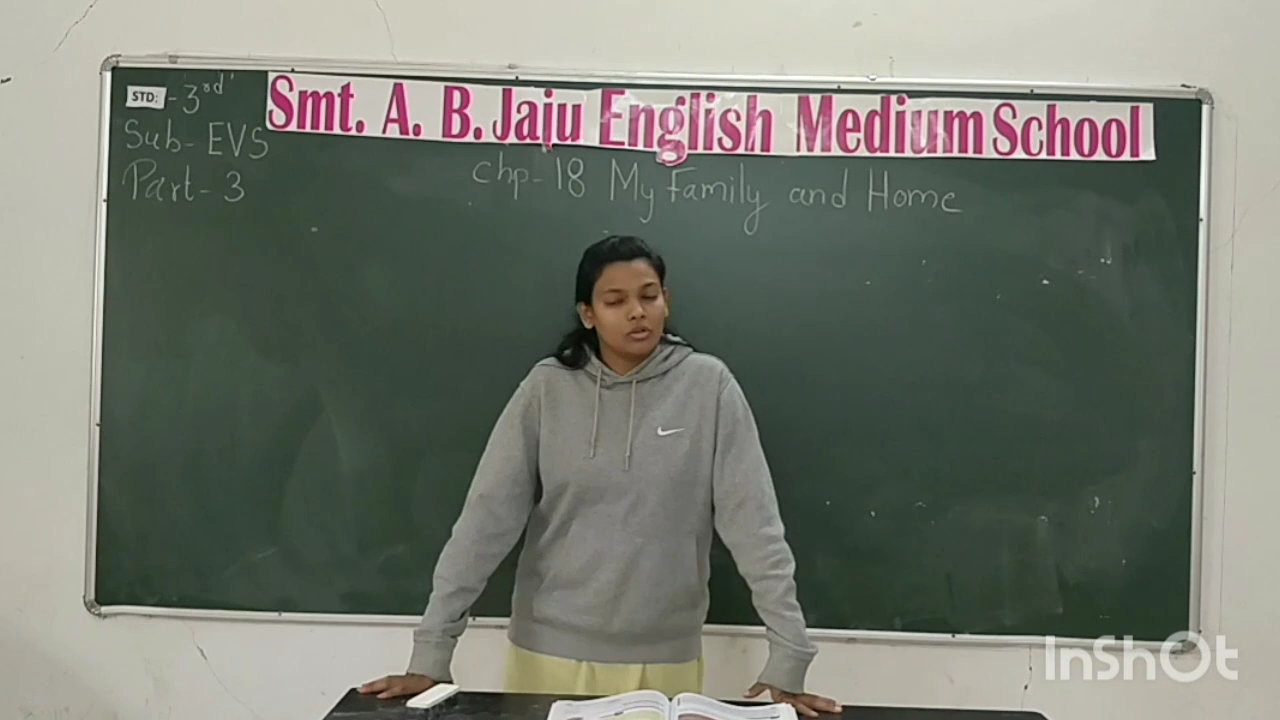 STD: - 3rd
Smt. A. B. Jaju English Medium School
Sub- EVS
Part- 3
Chp- 18 My Family and Home
InShOt